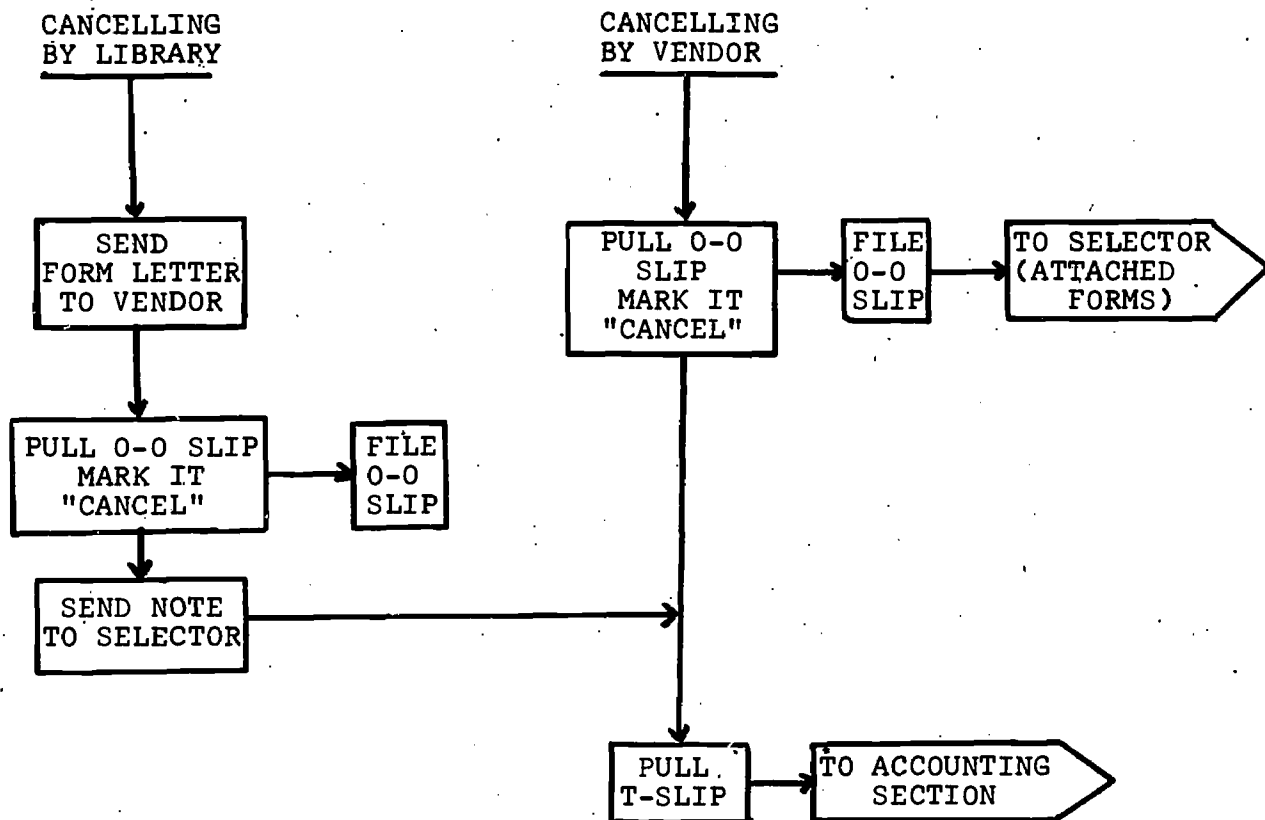 CANCELLING
BY LIBRARY
SEND
FORM LETTER
TO VENDOR
PULL O-O SLIP
MARK IT
"CANCEL"
FILE
O-O
SLIP
SEND NOTE
TO SELECTOR
CANCELLING
BY VENDOR
PULL O-O
SLIP
MARK IT
"CANCEL"
FILE
O-O
SLIP
TO SELECTOR
(ATTACHED
FORMS)
PULL
T-SLIP
TO ACCOUNTING
SECTION